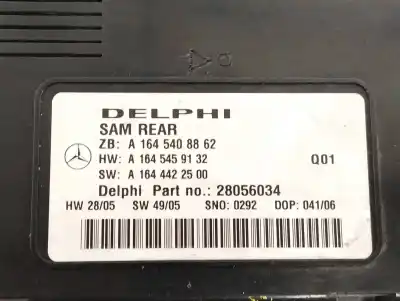 DELPHI
SAM REAR
ZB: A 164 540 88 62
HW: A 164 545 91 32 Q01
SW: A 164 442 25 00
Delphi Part no.: 28056034
HW 28/05 SW 49/05 SNO: 0292 DOP: 041/06